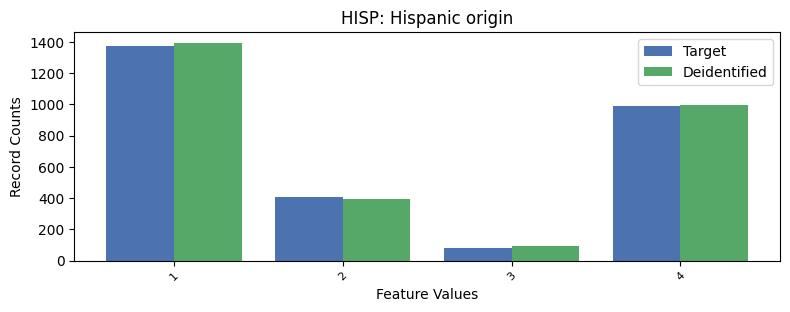 HISP: Hispanic origin
Target
Deidentified
Record Counts
1400
1200
1000
800
600
400
200
0
1
2
3
4
Feature Values